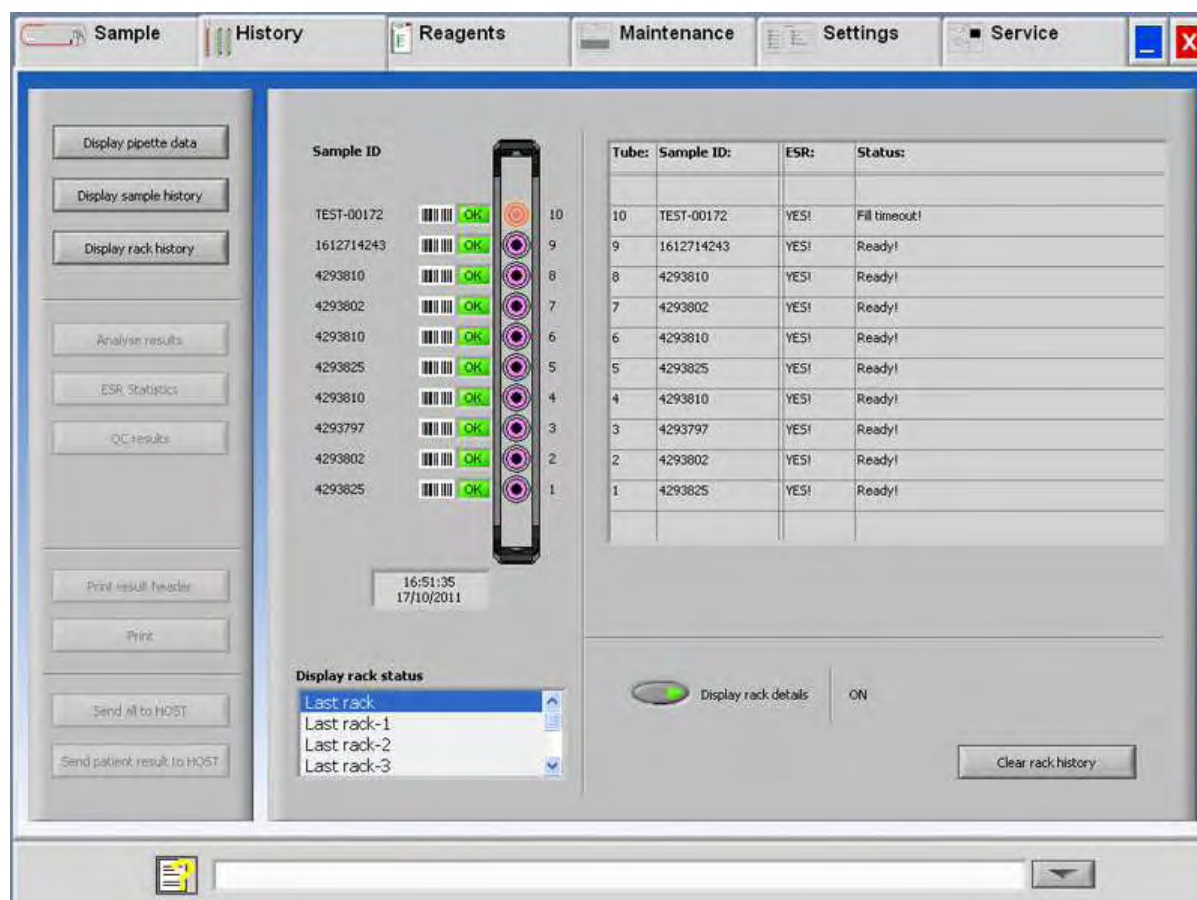 Sample
History
Reagents
Maintenance
Settings
Service
Display pipette data
Display sample history
Display rack history
Analyse results
ESR Statistics
QC results
Print result header
Print
Send all to HOST
Send patient result to HOST
Sample ID
TEST-00172 OK 10
1612714243 OK 9
4293810 OK 8
4293802 OK 7
4293810 OK 6
4293825 OK 5
4293810 OK 4
4293797 OK 3
4293802 OK 2
4293825 OK 1
16:51:35
17/10/2011
Display rack status
Last rack
Last rack-1
Last rack-2
Last rack-3
Tube: Sample ID: ESR: Status:
10 TEST-00172 YES! Fill timeout!
9 1612714243 YES! Ready!
8 4293810 YES! Ready!
7 4293802 YES! Ready!
6 4293810 YES! Ready!
5 4293825 YES! Ready!
4 4293810 YES! Ready!
3 4293797 YES! Ready!
2 4293802 YES! Ready!
1 4293825 YES! Ready!
Display rack details ON
Clear rack history